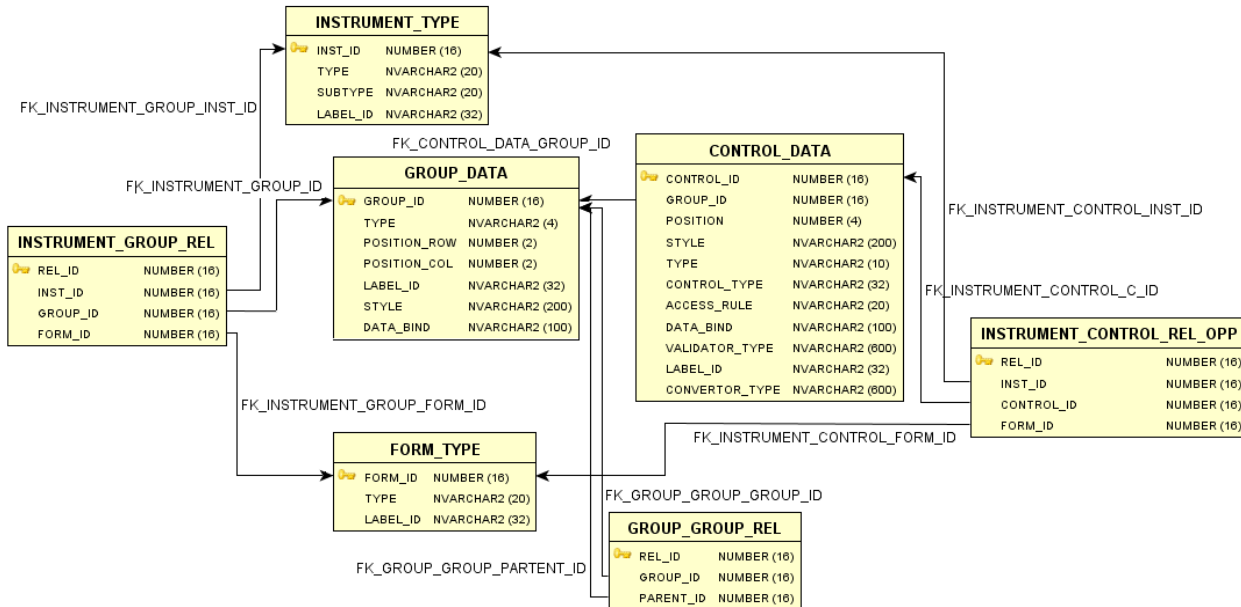 INSTRUMENT_TYPE
INST_ID NUMBER (16)
TYPE NVARCHAR2 (20)
SUBTYPE NVARCHAR2 (20)
LABEL_ID NVARCHAR2 (32)
FK_INSTRUMENT_GROUP_INST_ID
FK_CONTROL_DATA_GROUP_ID
FK_INSTRUMENT_GROUP_ID
GROUP_DATA
GROUP_ID NUMBER (16)
TYPE NVARCHAR2 (4)
POSITION_ROW NUMBER (2)
POSITION_COL NUMBER (2)
LABEL_ID NVARCHAR2 (32)
STYLE NVARCHAR2 (200)
DATA_BIND NVARCHAR2 (100)
CONTROL_DATA
CONTROL_ID NUMBER (16)
GROUP_ID NUMBER (16)
POSITION NUMBER (4)
STYLE NVARCHAR2 (200)
TYPE NVARCHAR2 (10)
CONTROL_TYPE NVARCHAR2 (32)
ACCESS_RULE NVARCHAR2 (20)
DATA_BIND NVARCHAR2 (100)
VALIDATOR_TYPE NVARCHAR2 (600)
LABEL_ID NVARCHAR2 (32)
CONVERTOR_TYPE NVARCHAR2 (600)
FK_INSTRUMENT_CONTROL_INST_ID
FK_INSTRUMENT_CONTROL_C_ID
INSTRUMENT_GROUP_REL
REL_ID NUMBER (16)
INST_ID NUMBER (16)
GROUP_ID NUMBER (16)
FORM_ID NUMBER (16)
INSTRUMENT_CONTROL_REL_OPP
REL_ID NUMBER (16)
INST_ID NUMBER (16)
CONTROL_ID NUMBER (16)
FORM_ID NUMBER (16)
FK_INSTRUMENT_GROUP_FORM_ID
FK_INSTRUMENT_CONTROL_FORM_ID
FORM_TYPE
FORM_ID NUMBER (16)
TYPE NVARCHAR2 (20)
LABEL_ID NVARCHAR2 (32)
FK_GROUP_GROUP_GROUP_ID
FK_GROUP_GROUP_PARTENT_ID
GROUP_GROUP_REL
REL_ID NUMBER (16)
GROUP_ID NUMBER (16)
PARENT_ID NUMBER (16)